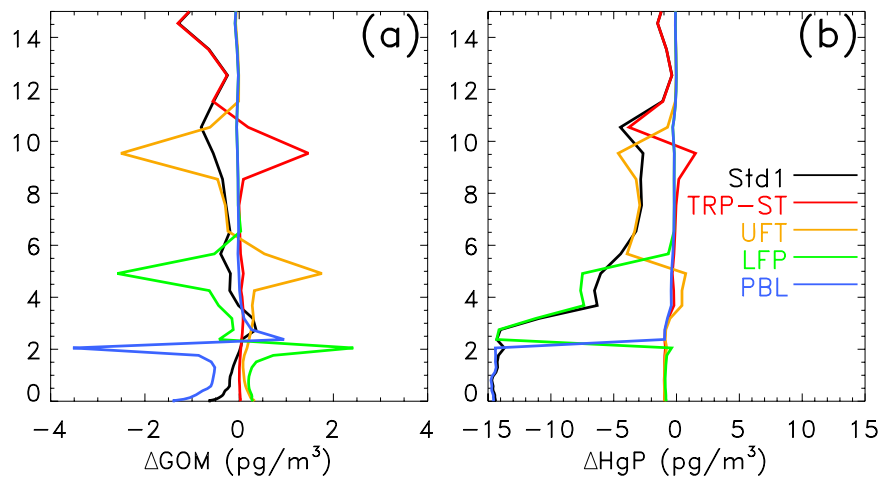 (a)
14
12
10
8
6
4
2
0
−4 −2 0 2 4
ΔGOM (pg/m³)
(b)
Std1
TRP−ST
UFT
LFP
PBL
14
12
10
8
6
4
2
0
−15 −10 −5 0 5 10 15
ΔHgP (pg/m³)